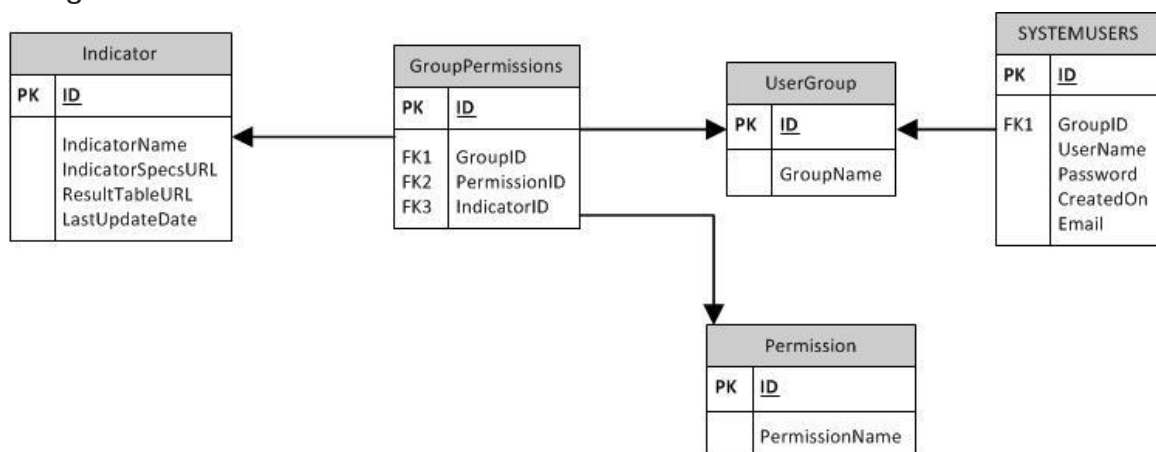 Indicator
PK ID
IndicatorName
IndicatorSpecsURL
ResultTableURL
LastUpdateDate
GroupPermissions
PK ID
FK1 GroupID
FK2 PermissionID
FK3 IndicatorID
UserGroup
PK ID
GroupName
SYSTEMUSERS
PK ID
FK1 GroupID
UserName
Password
CreatedOn
Email
Permission
PK ID
PermissionName